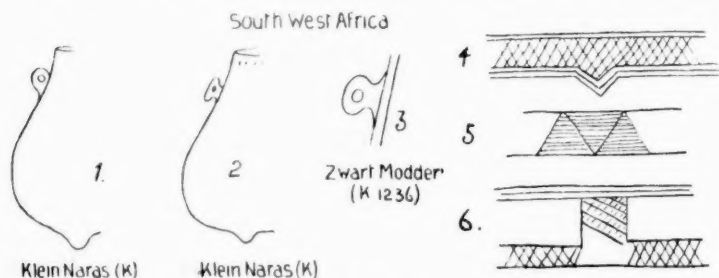 South West Africa
1.
2
3
4
5
6.
Zwart Modder
(K 1236)
Klein Naras (K)
Klein Naras (K)